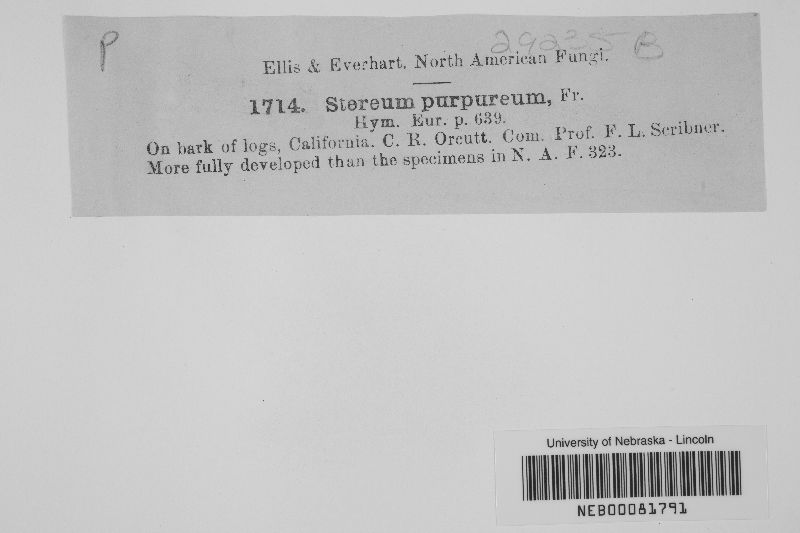 P
29235 B
Ellis & Everhart, North American Fungi.
1714. Stereum purpureum, Fr.
Hym. Eur. p. 639.
On bark of logs, California. C. R. Orcutt. Com. Prof. F. L. Scribner.
More fully developed than the specimens in N. A. F. 323.
University of Nebraska - Lincoln
NEB00081791